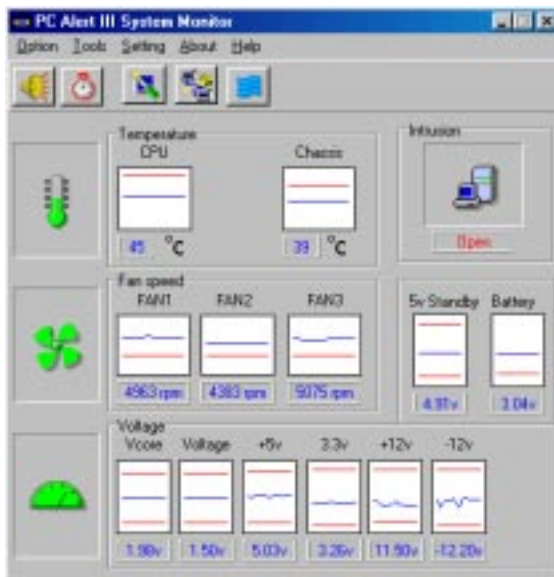 PC Alert III System Monitor
Option Tools Setting About Help
Temperature
CPU
Chassis
Intrusion
45 °C
39 °C
Open
Fan speed
FAN1 FAN2 FAN3
5v Standby Battery
4963 rpm 4383 rpm 5075 rpm
4.91v 3.04v
Voltage
Vcore Voltage +5v 3.3v +12v -12v
1.98v 1.50v 5.03v 3.26v 11.90v -12.20v